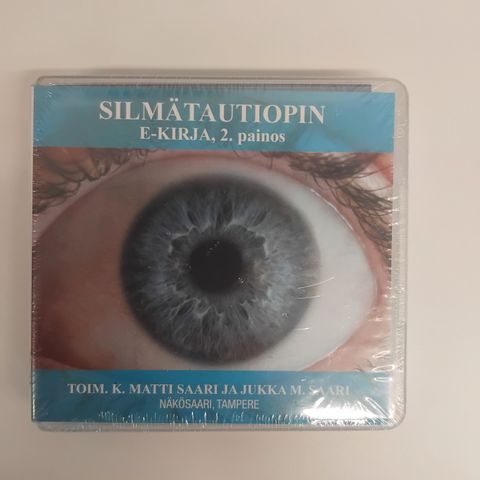 SILMÄTAUTIOPIN
E-KIRJA, 2. painos
TOIM. K. MATTI SAARI JA JUKKA M. SAARI
NÄKÖSAARI, TAMPERE